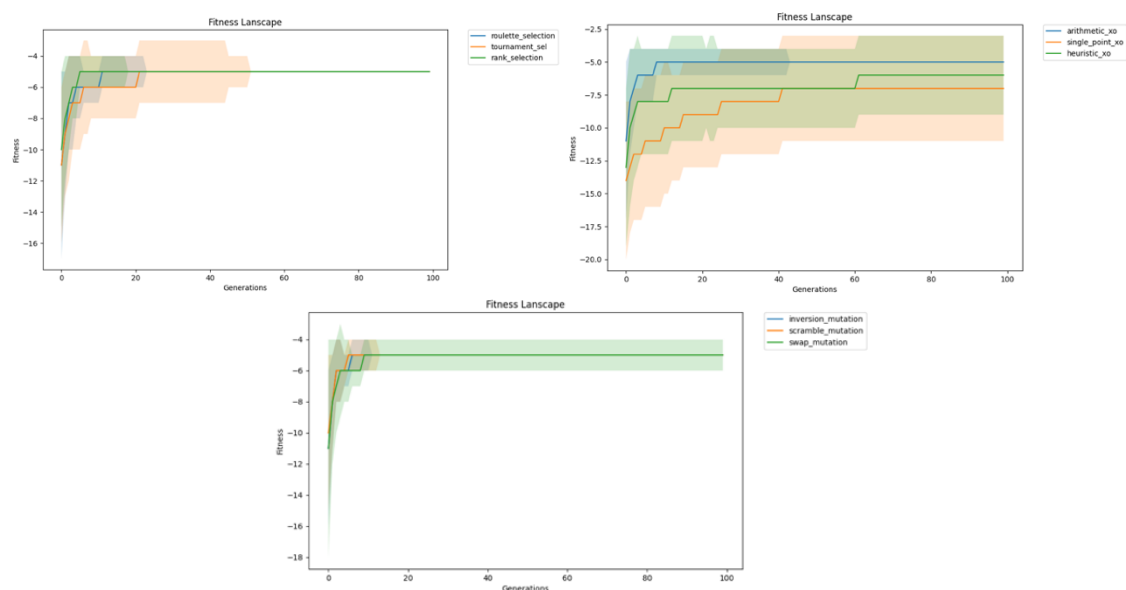 Fitness Lanscape
roulette_selection
tournament_sel
rank_selection
−4
−6
−8
−10
−12
−14
−16
Fitness
0
20
40
60
80
100
Generations
Fitness Lanscape
arithmetic_xo
single_point_xo
heuristic_xo
−2.5
−5.0
−7.5
−10.0
−12.5
−15.0
−17.5
−20.0
Fitness
0
20
40
60
80
100
Generations
Fitness Lanscape
inversion_mutation
scramble_mutation
swap_mutation
−4
−6
−8
−10
−12
−14
−16
−18
Fitness
0
20
40
60
80
100
Generations